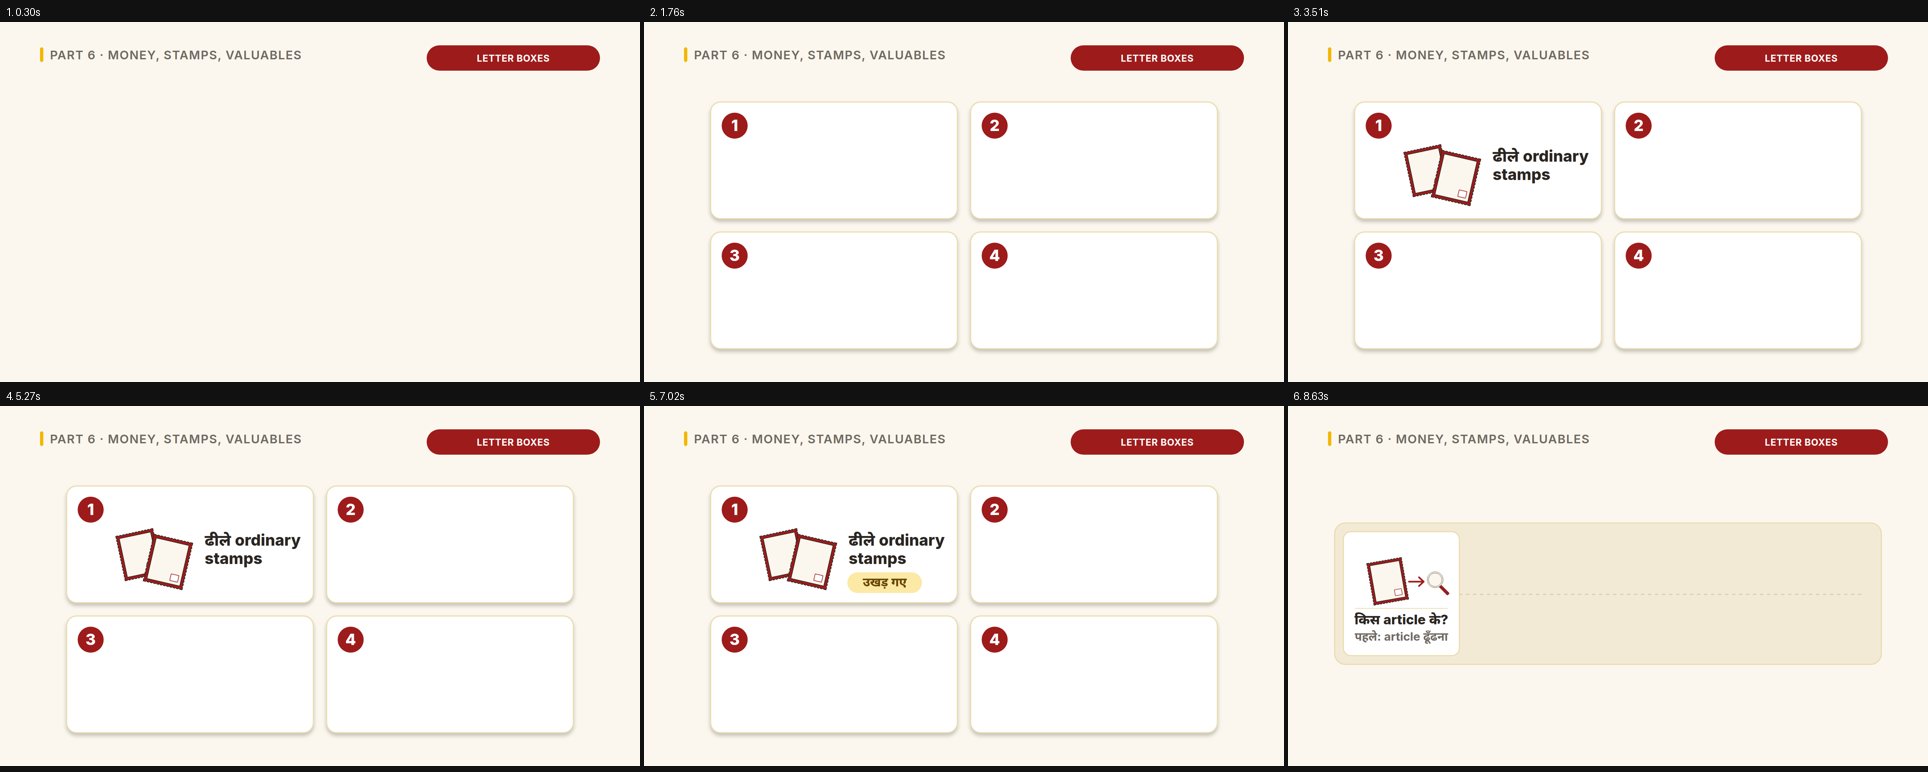 1. 0.30s
PART 6 · MONEY, STAMPS, VALUABLES
LETTER BOXES
2. 1.76s
PART 6 · MONEY, STAMPS, VALUABLES
LETTER BOXES
1
2
3
4
3. 3.51s
PART 6 · MONEY, STAMPS, VALUABLES
LETTER BOXES
1
ढीले ordinary
stamps
2
3
4
4. 5.27s
PART 6 · MONEY, STAMPS, VALUABLES
LETTER BOXES
1
ढीले ordinary
stamps
2
3
4
5. 7.02s
PART 6 · MONEY, STAMPS, VALUABLES
LETTER BOXES
1
ढीले ordinary
stamps
उखड़ गए
2
3
4
6. 8.63s
PART 6 · MONEY, STAMPS, VALUABLES
LETTER BOXES
किस article के?
पहले: article ढूँढना